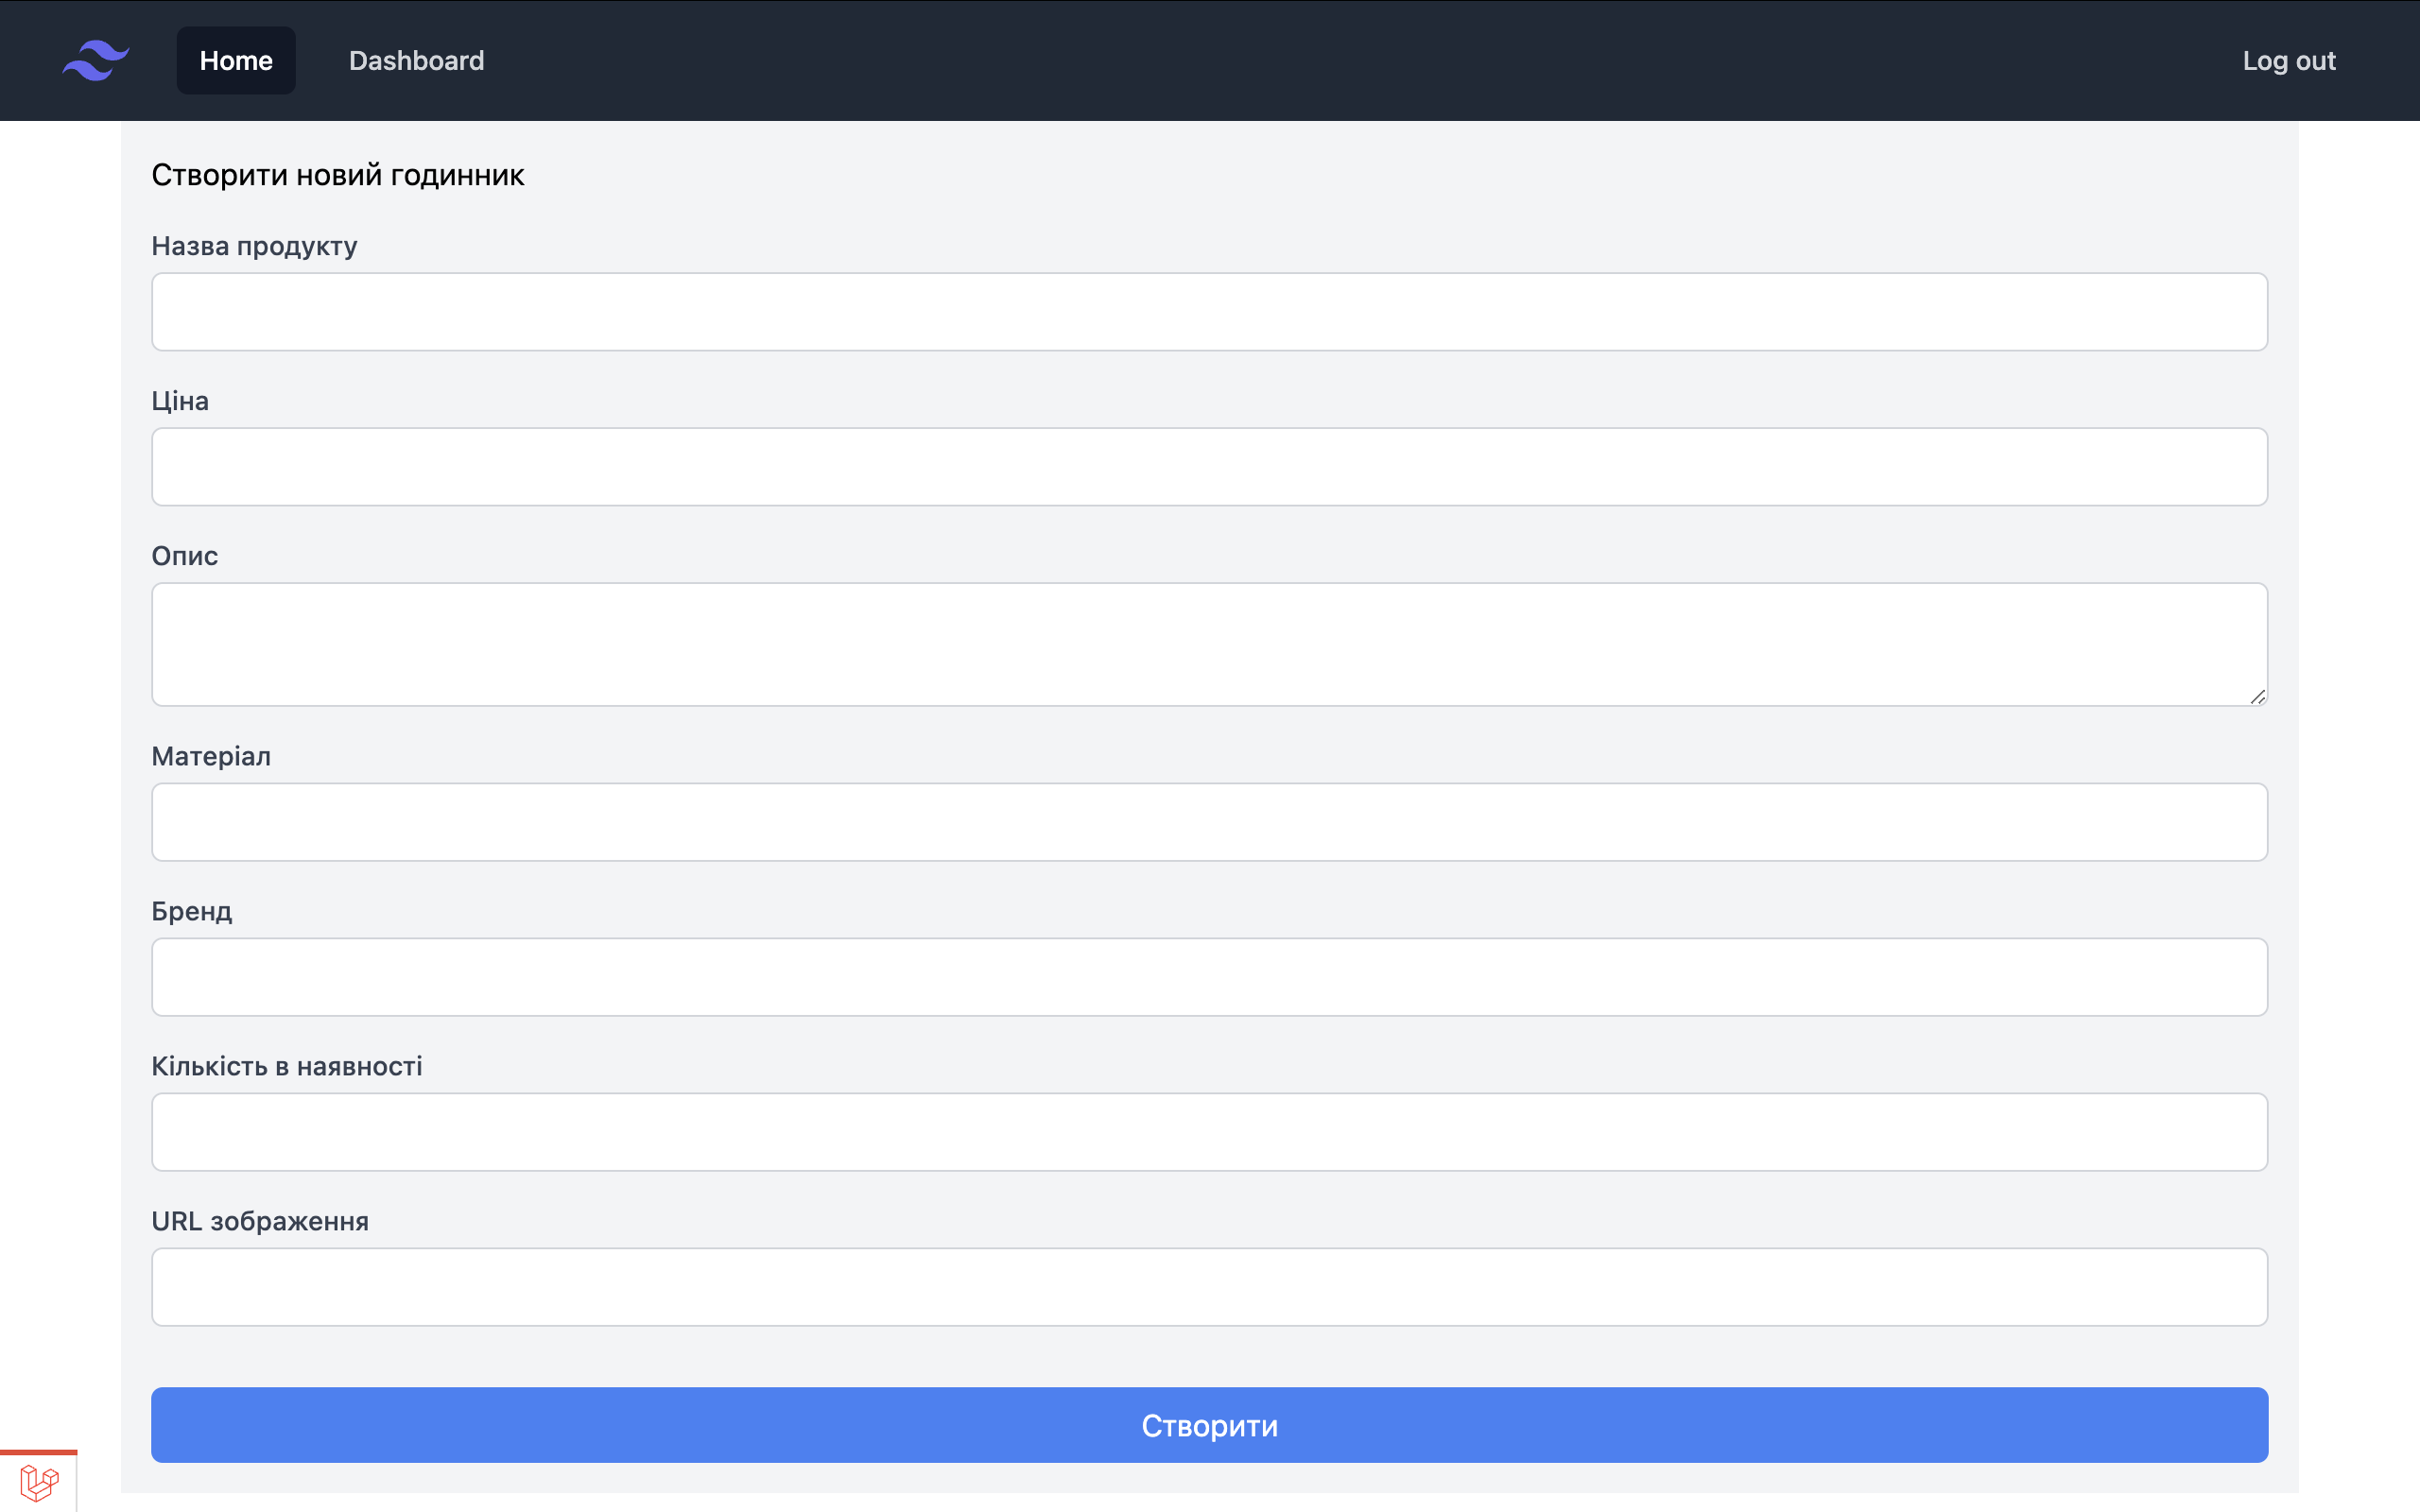 Home
Dashboard
Log out
Створити новий годинник
Назва продукту
Ціна
Опис
Матеріал
Бренд
Кількість в наявності
URL зображення
Створити